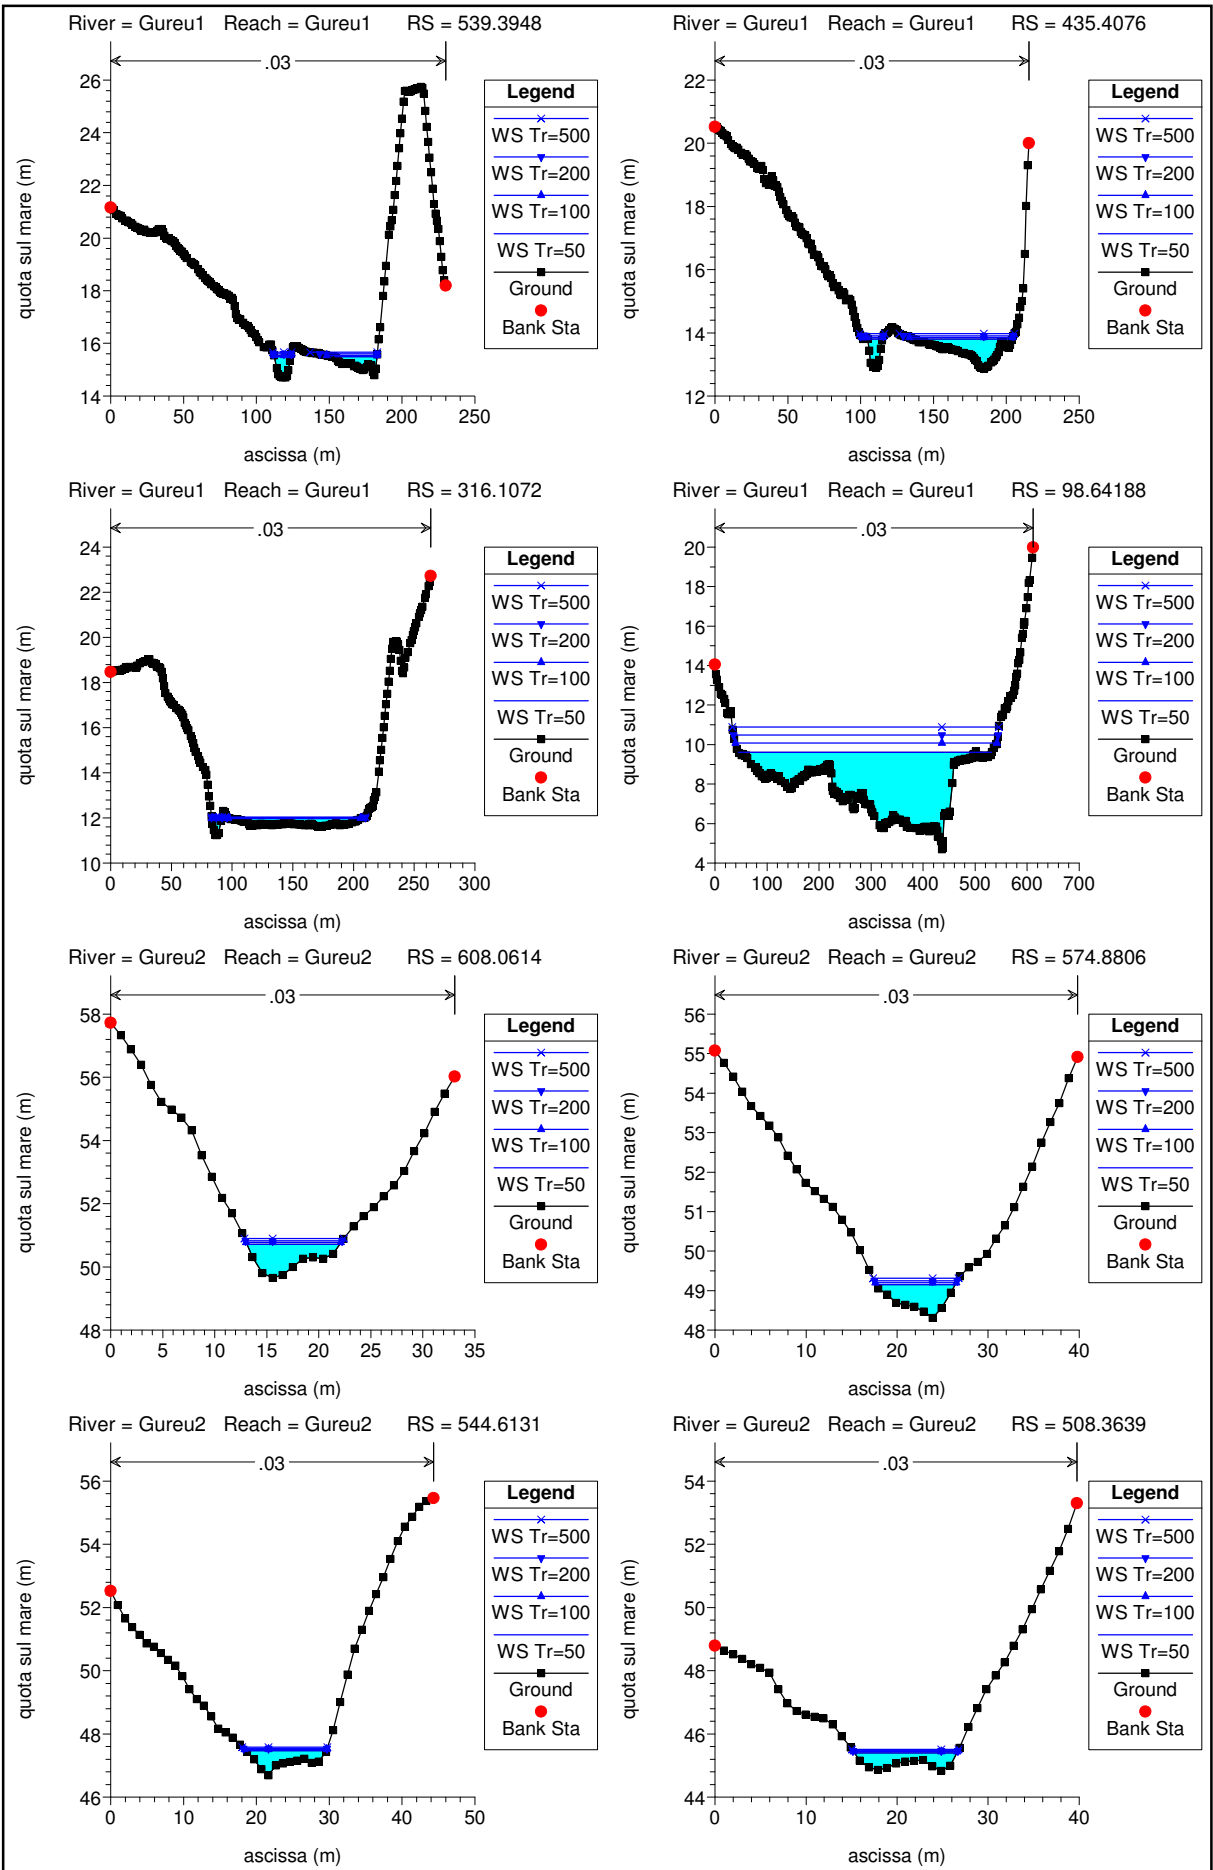 River = Gureu1 Reach = Gureu1 RS = 539.3948
.03
26
24
22
20
18
16
14
0 50 100 150 200 250
quota sul mare (m)
ascissa (m)
Legend
WS Tr=500
WS Tr=200
WS Tr=100
WS Tr=50
Ground
Bank Sta
River = Gureu1 Reach = Gureu1 RS = 435.4076
.03
22
20
18
16
14
12
0 50 100 150 200 250
quota sul mare (m)
ascissa (m)
Legend
WS Tr=500
WS Tr=200
WS Tr=100
WS Tr=50
Ground
Bank Sta
River = Gureu1 Reach = Gureu1 RS = 316.1072
.03
24
22
20
18
16
14
12
10
0 50 100 150 200 250 300
quota sul mare (m)
ascissa (m)
Legend
WS Tr=500
WS Tr=200
WS Tr=100
WS Tr=50
Ground
Bank Sta
River = Gureu1 Reach = Gureu1 RS = 98.64188
.03
20
18
16
14
12
10
8
6
4
0 100 200 300 400 500 600 700
quota sul mare (m)
ascissa (m)
Legend
WS Tr=500
WS Tr=200
WS Tr=100
WS Tr=50
Ground
Bank Sta
River = Gureu2 Reach = Gureu2 RS = 608.0614
.03
58
56
54
52
50
48
0 5 10 15 20 25 30 35
quota sul mare (m)
ascissa (m)
Legend
WS Tr=500
WS Tr=200
WS Tr=100
WS Tr=50
Ground
Bank Sta
River = Gureu2 Reach = Gureu2 RS = 574.8806
.03
56
55
54
53
52
51
50
49
48
0 10 20 30 40
quota sul mare (m)
ascissa (m)
Legend
WS Tr=500
WS Tr=200
WS Tr=100
WS Tr=50
Ground
Bank Sta
River = Gureu2 Reach = Gureu2 RS = 544.6131
.03
56
54
52
50
48
46
0 10 20 30 40 50
quota sul mare (m)
ascissa (m)
Legend
WS Tr=500
WS Tr=200
WS Tr=100
WS Tr=50
Ground
Bank Sta
River = Gureu2 Reach = Gureu2 RS = 508.3639
.03
54
52
50
48
46
44
0 10 20 30 40
quota sul mare (m)
ascissa (m)
Legend
WS Tr=500
WS Tr=200
WS Tr=100
WS Tr=50
Ground
Bank Sta